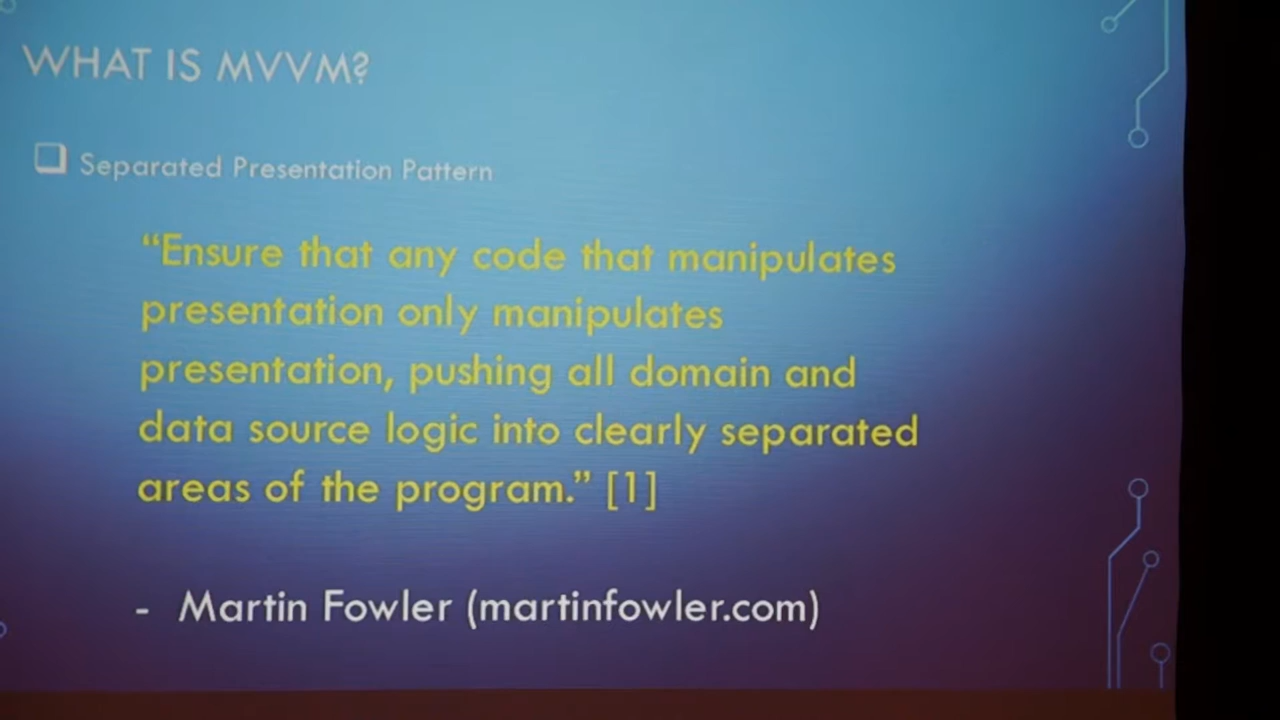 WHAT IS MVVM?
Separated Presentation Pattern
“Ensure that any code that manipulates
presentation only manipulates
presentation, pushing all domain and
data source logic into clearly separated
areas of the program.” [1]
- Martin Fowler (martinfowler.com)